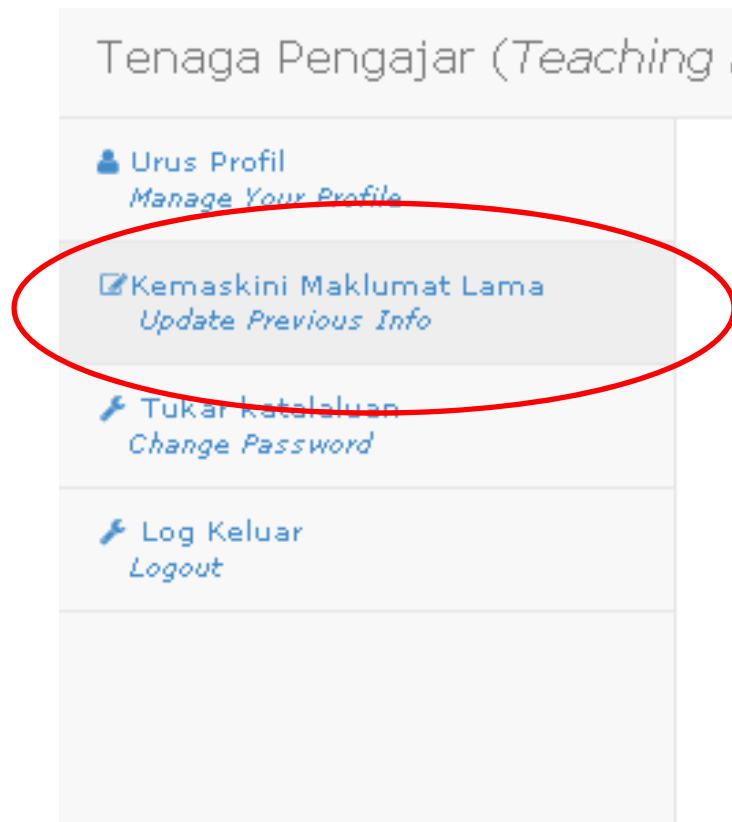 Tenaga Pengajar (Teaching
Urus Profil
Manage Your Profile
Kemaskini Maklumat Lama
Update Previous Info
Tukar katalaluan
Change Password
Log Keluar
Logout